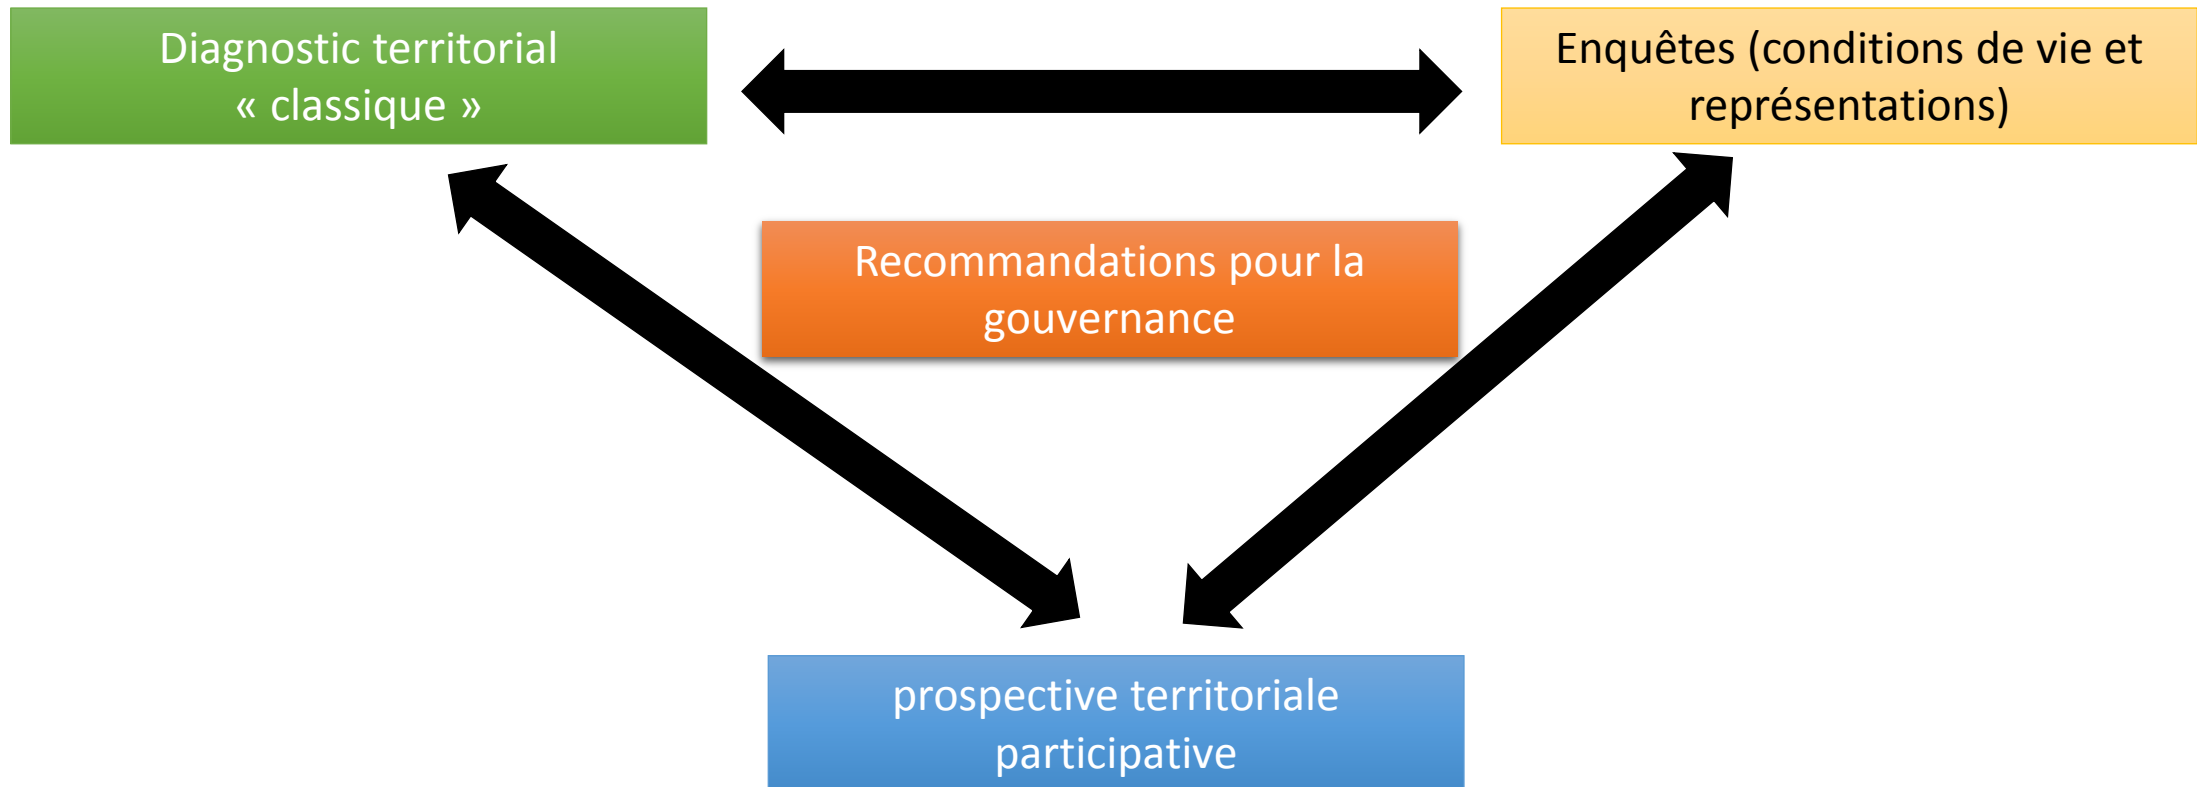 Diagnostic territorial
« classique »
Enquêtes (conditions de vie et
représentations)
Recommandations pour la
gouvernance
prospective territoriale
participative